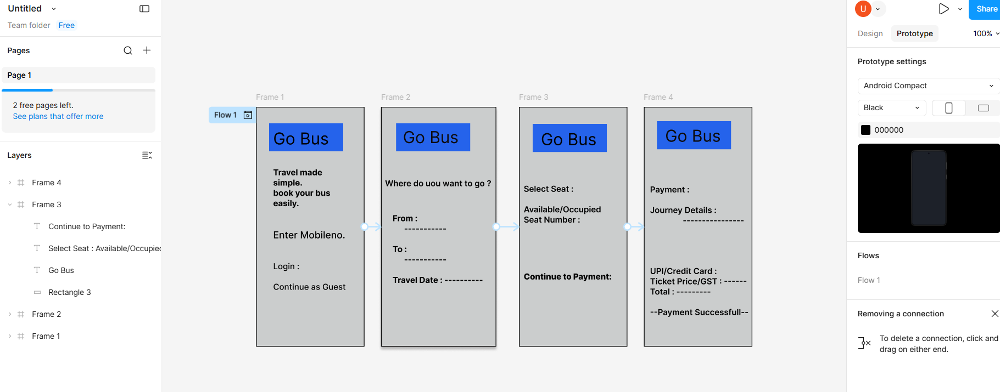 Untitled
Team folder Free
Pages
Page 1
2 free pages left.
See plans that offer more
Layers
Frame 4
Frame 3
Continue to Payment:
Select Seat : Available/Occupied
Go Bus
Rectangle 3
Frame 2
Frame 1
Flow 1
Frame 1
Go Bus
Travel made
simple.
book your bus
easily.
Enter Mobileno.
Login :
Continue as Guest
Frame 2
Go Bus
Where do uou want to go ?
From :
-----------
To :
-----------
Travel Date : ----------
Frame 3
Go Bus
Select Seat :
Available/Occupied
Seat Number :
Continue to Payment:
Frame 4
Go Bus
Payment :
Journey Details :
----------------
UPI/Credit Card :
Ticket Price/GST : ------
Total : ---------
--Payment Successfull--
U
Share
Design Prototype 100%
Prototype settings
Android Compact
Black
000000
Flows
Flow 1
Removing a connection
To delete a connection, click and
drag on either end.